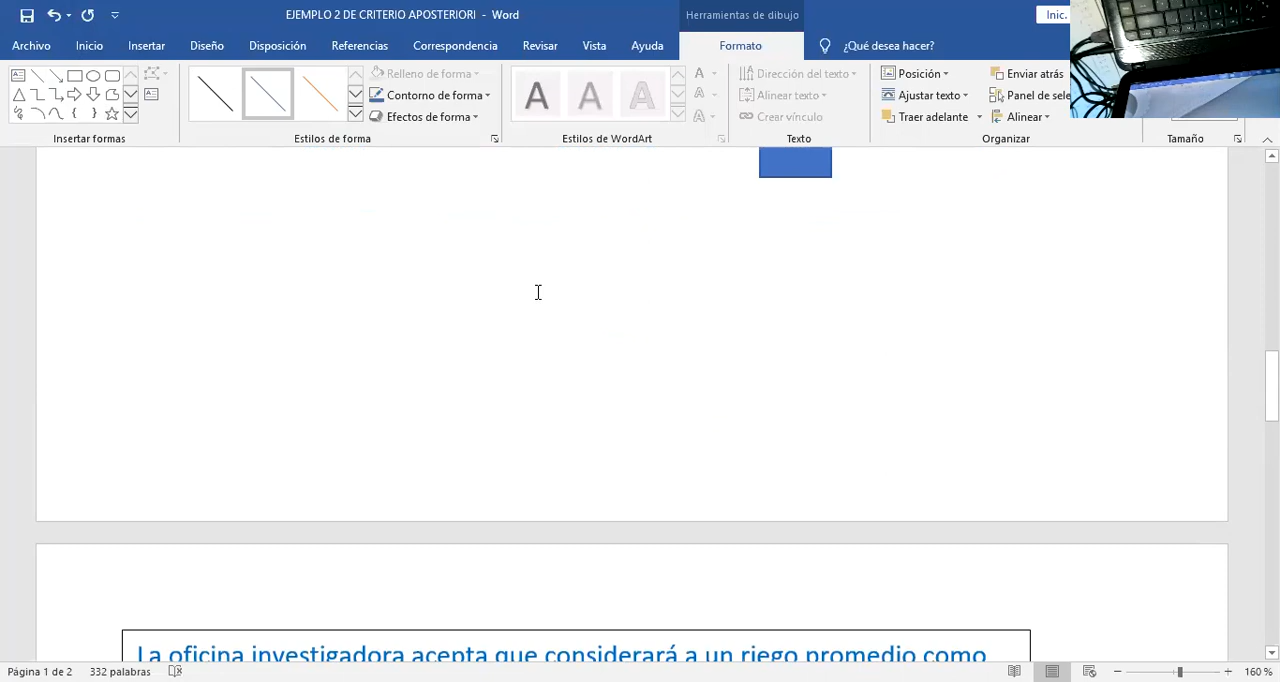 EJEMPLO 2 DE CRITERIO APOSTERIORI - Word
Herramientas de dibujo
Inic.
Archivo Inicio Insertar Diseño Disposición Referencias Correspondencia Revisar Vista Ayuda Formato ¿Qué desea hacer?
Relleno de forma
Contorno de forma
Efectos de forma
A A A
Dirección del texto
Alinear texto
Crear vínculo
Posición
Ajustar texto
Traer adelante
Enviar atrás
Panel de sele
Alinear
Insertar formas Estilos de forma Estilos de WordArt Texto Organizar Tamaño
La oficina investigadora acepta que considerará a un riego promedio como
Página 1 de 2 332 palabras 160 %